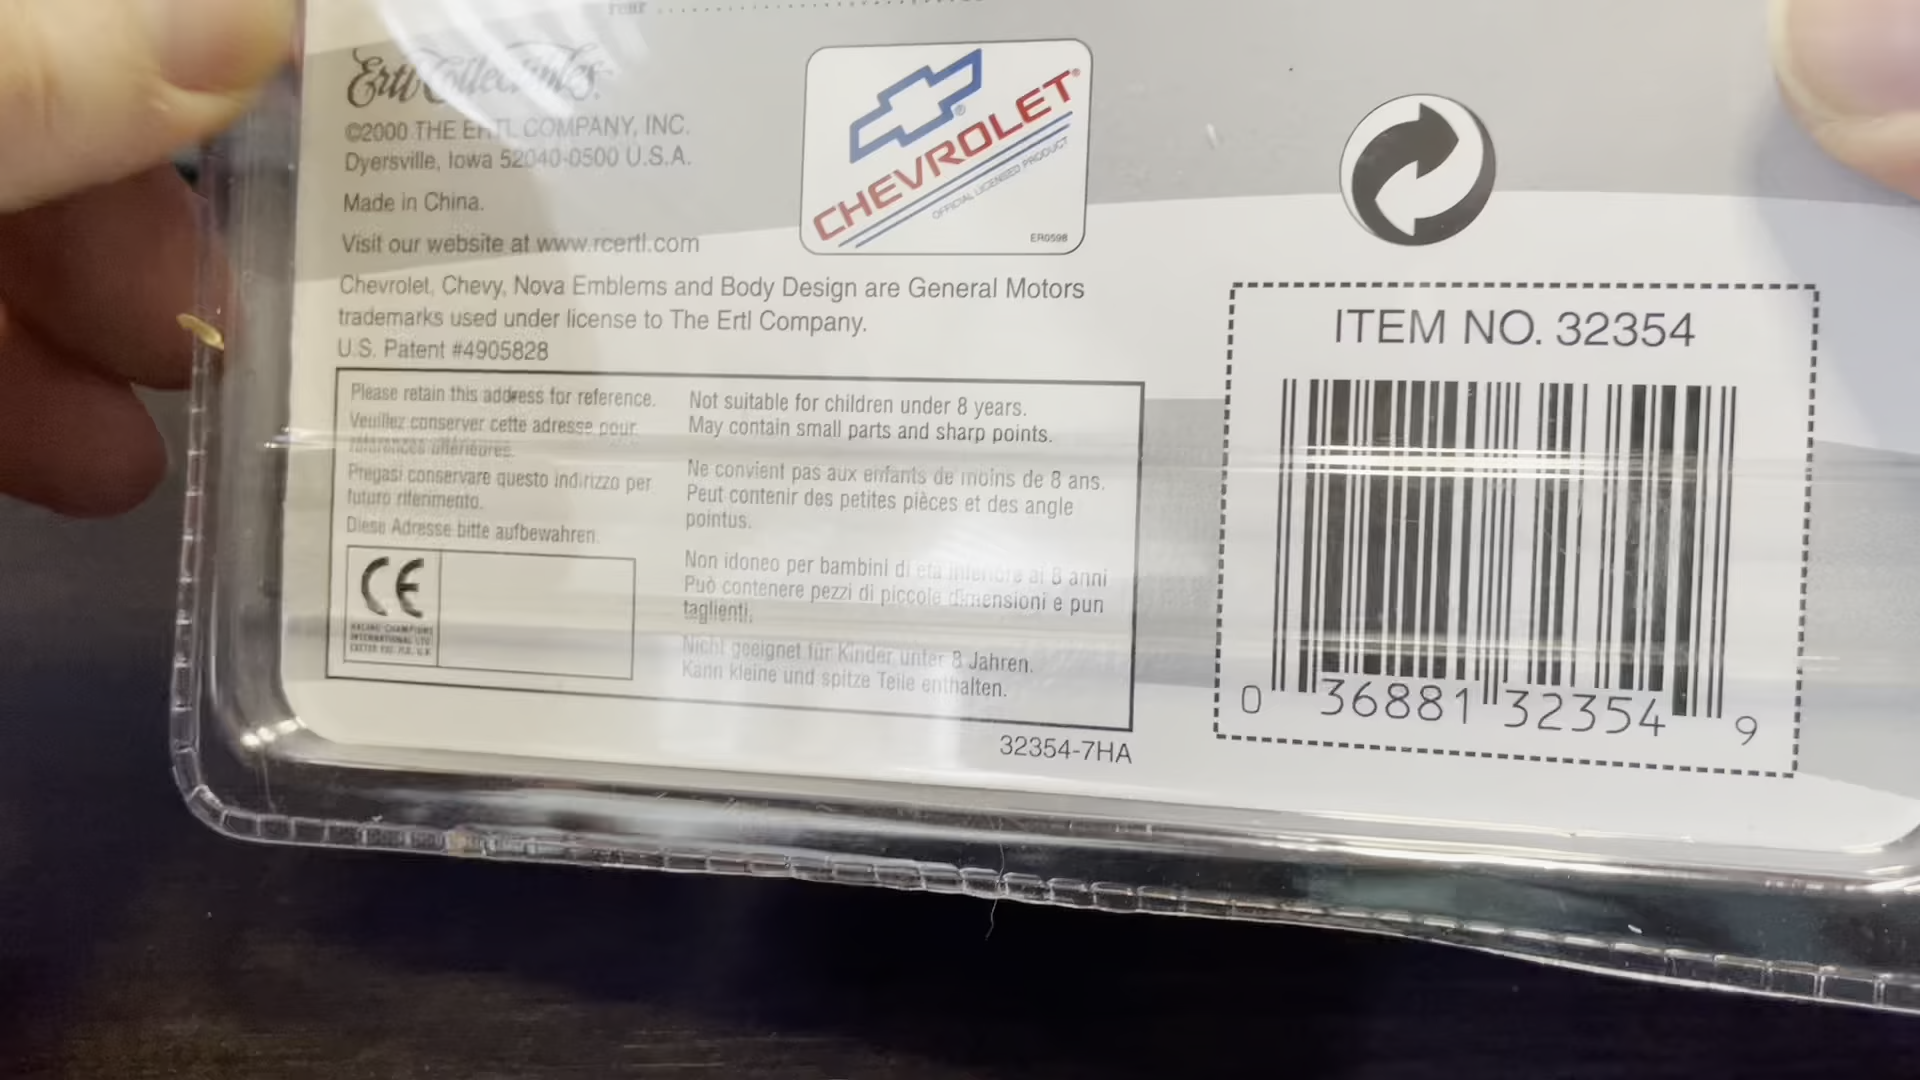 Ertl Collectibles
©2000 THE ERTL COMPANY, INC.
Dyersville, Iowa 52040-0500 U.S.A.
Made in China.
Visit our website at www.rcertl.com
Chevrolet, Chevy, Nova Emblems and Body Design are General Motors
trademarks used under license to The Ertl Company.
U.S. Patent #4905828
CHEVROLET®
OFFICIAL LICENSED PRODUCT
ER0598
Please retain this address for reference.
Veuillez conserver cette adresse pour
références ultérieures.
Pregasi conservare questo indirizzo per
futuro riferimento.
Diese Adresse bitte aufbewahren.
CE
RACING CHAMPIONS
INTERNATIONAL LTD
Not suitable for children under 8 years.
May contain small parts and sharp points.
Ne convient pas aux enfants de moins de 8 ans.
Peut contenir des petites pièces et des angle
pointus.
Non idoneo per bambini di età inferiore ai 8 anni
Può contenere pezzi di piccole dimensioni e pun
taglienti.
Nicht geeignet für Kinder unter 8 Jahren.
Kann kleine und spitze Teile enthalten.
32354-7HA
ITEM NO. 32354
0 36881 32354 9